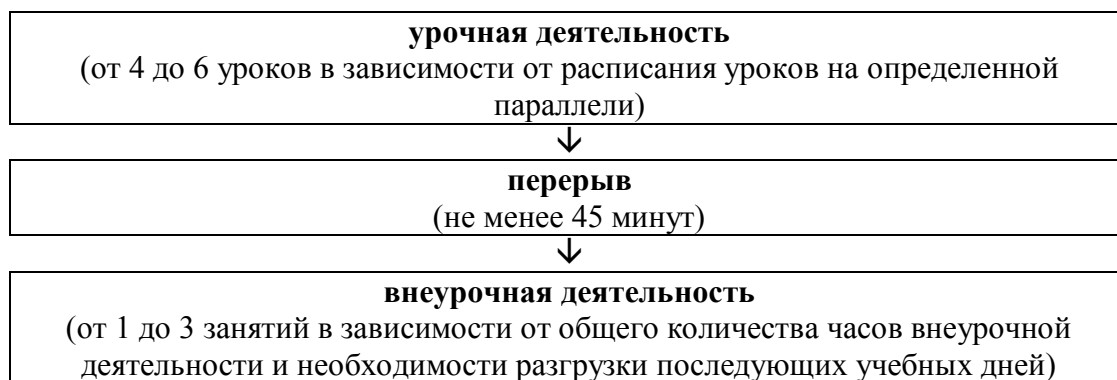 урочная деятельность
(от 4 до 6 уроков в зависимости от расписания уроков на определенной
параллели)
↓
перерыв
(не менее 45 минут)
↓
внеурочная деятельность
(от 1 до 3 занятий в зависимости от общего количества часов внеурочной
деятельности и необходимости разгрузки последующих учебных дней)